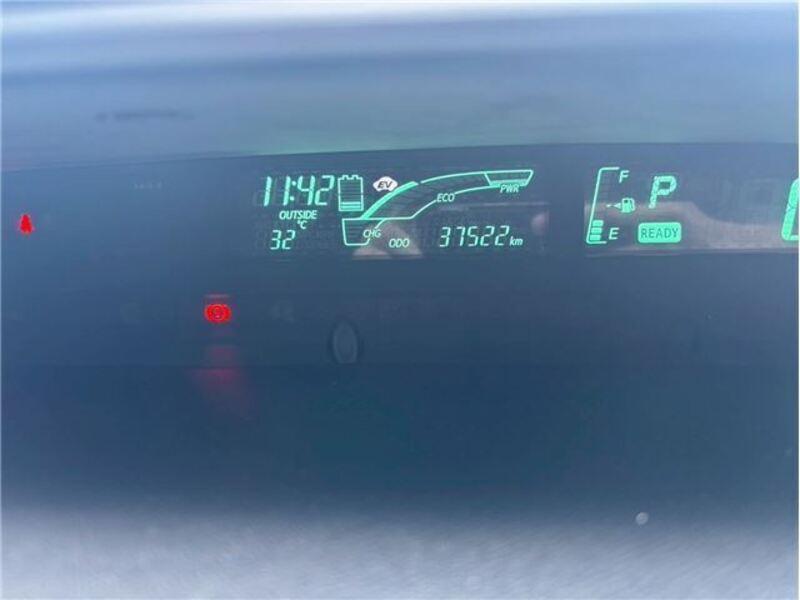 11:42
EV
F
P
ECO
PWR
OUTSIDE
°C
32
CHG
ODO
37522 km
E
READY